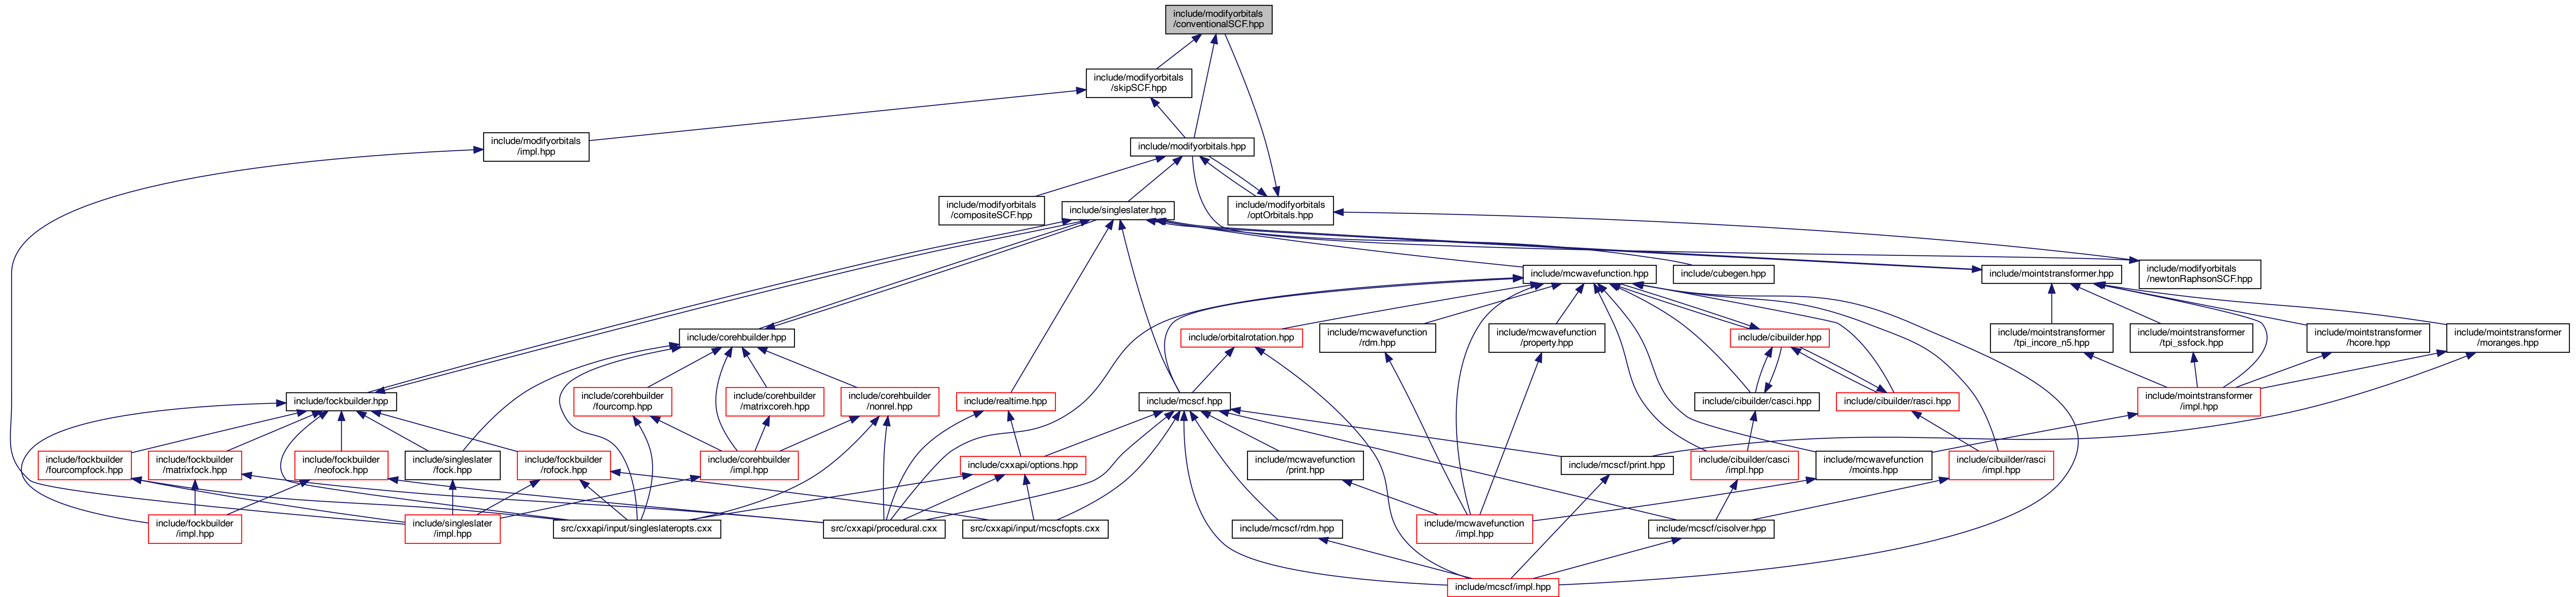 include/modifyorbitals
/conventionalSCF.hpp
include/modifyorbitals
/skipSCF.hpp
include/modifyorbitals
/impl.hpp
include/modifyorbitals.hpp
include/modifyorbitals
/compositeSCF.hpp
include/singleslater.hpp
include/modifyorbitals
/optOrbitals.hpp
include/mcwavefunction.hpp
include/cubegen.hpp
include/mointstransformer.hpp
include/modifyorbitals
/newtonRaphsonSCF.hpp
include/corehbuilder.hpp
include/orbitalrotation.hpp
include/mcwavefunction
/rdm.hpp
include/mcwavefunction
/property.hpp
include/cibuilder.hpp
include/mointstransformer
/tpi_incore_n5.hpp
include/mointstransformer
/tpi_ssfock.hpp
include/mointstransformer
/hcore.hpp
include/mointstransformer
/moranges.hpp
include/fockbuilder.hpp
include/corehbuilder
/fourcomp.hpp
include/corehbuilder
/matrixcoreh.hpp
include/corehbuilder
/nonrel.hpp
include/realtime.hpp
include/mcscf.hpp
include/cibuilder/casci.hpp
include/cibuilder/rasci.hpp
include/mointstransformer
/impl.hpp
include/fockbuilder
/fourcompfock.hpp
include/fockbuilder
/matrixfock.hpp
include/fockbuilder
/neofock.hpp
include/singleslater
/fock.hpp
include/fockbuilder
/rofock.hpp
include/corehbuilder
/impl.hpp
include/cxxapi/options.hpp
include/mcwavefunction
/print.hpp
include/mcscf/print.hpp
include/cibuilder/casci
/impl.hpp
include/mcwavefunction
/moints.hpp
include/cibuilder/rasci
/impl.hpp
include/fockbuilder
/impl.hpp
include/singleslater
/impl.hpp
src/cxxapi/input/singleslateropts.cxx
src/cxxapi/procedural.cxx
src/cxxapi/input/mcscfopts.cxx
include/mcscf/rdm.hpp
include/mcwavefunction
/impl.hpp
include/mcscf/cisolver.hpp
include/mcscf/impl.hpp